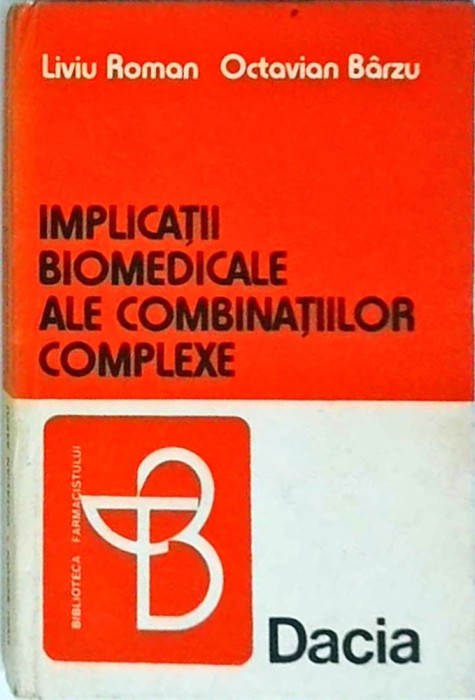 Liviu Roman Octavian Bârzu
IMPLICAȚII
BIOMEDICALE
ALE COMBINAȚIILOR
COMPLEXE
BIBLIOTECA FARMACISTULUI
B
Dacia